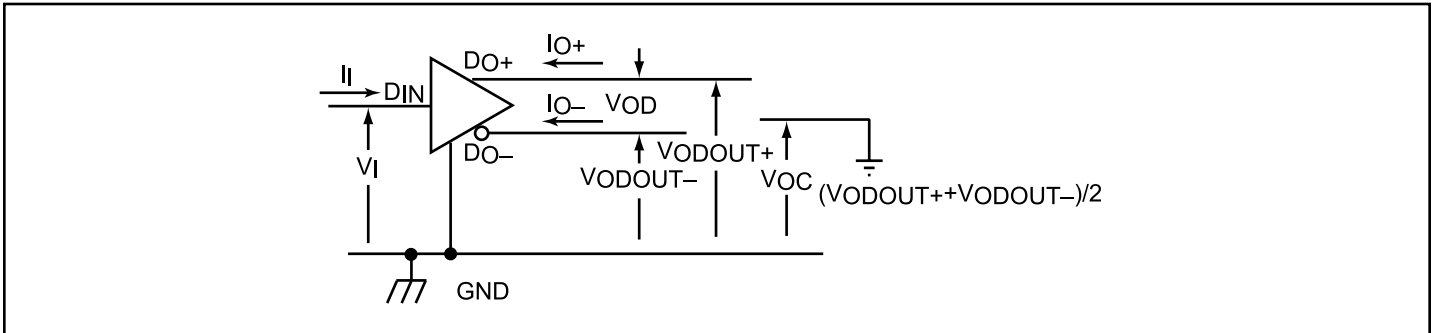 IO+
DO+
II
DIN
IO–
VOD
DO–
VI
VODOUT+
VODOUT–
VOC
(VODOUT++VODOUT–)/2
GND